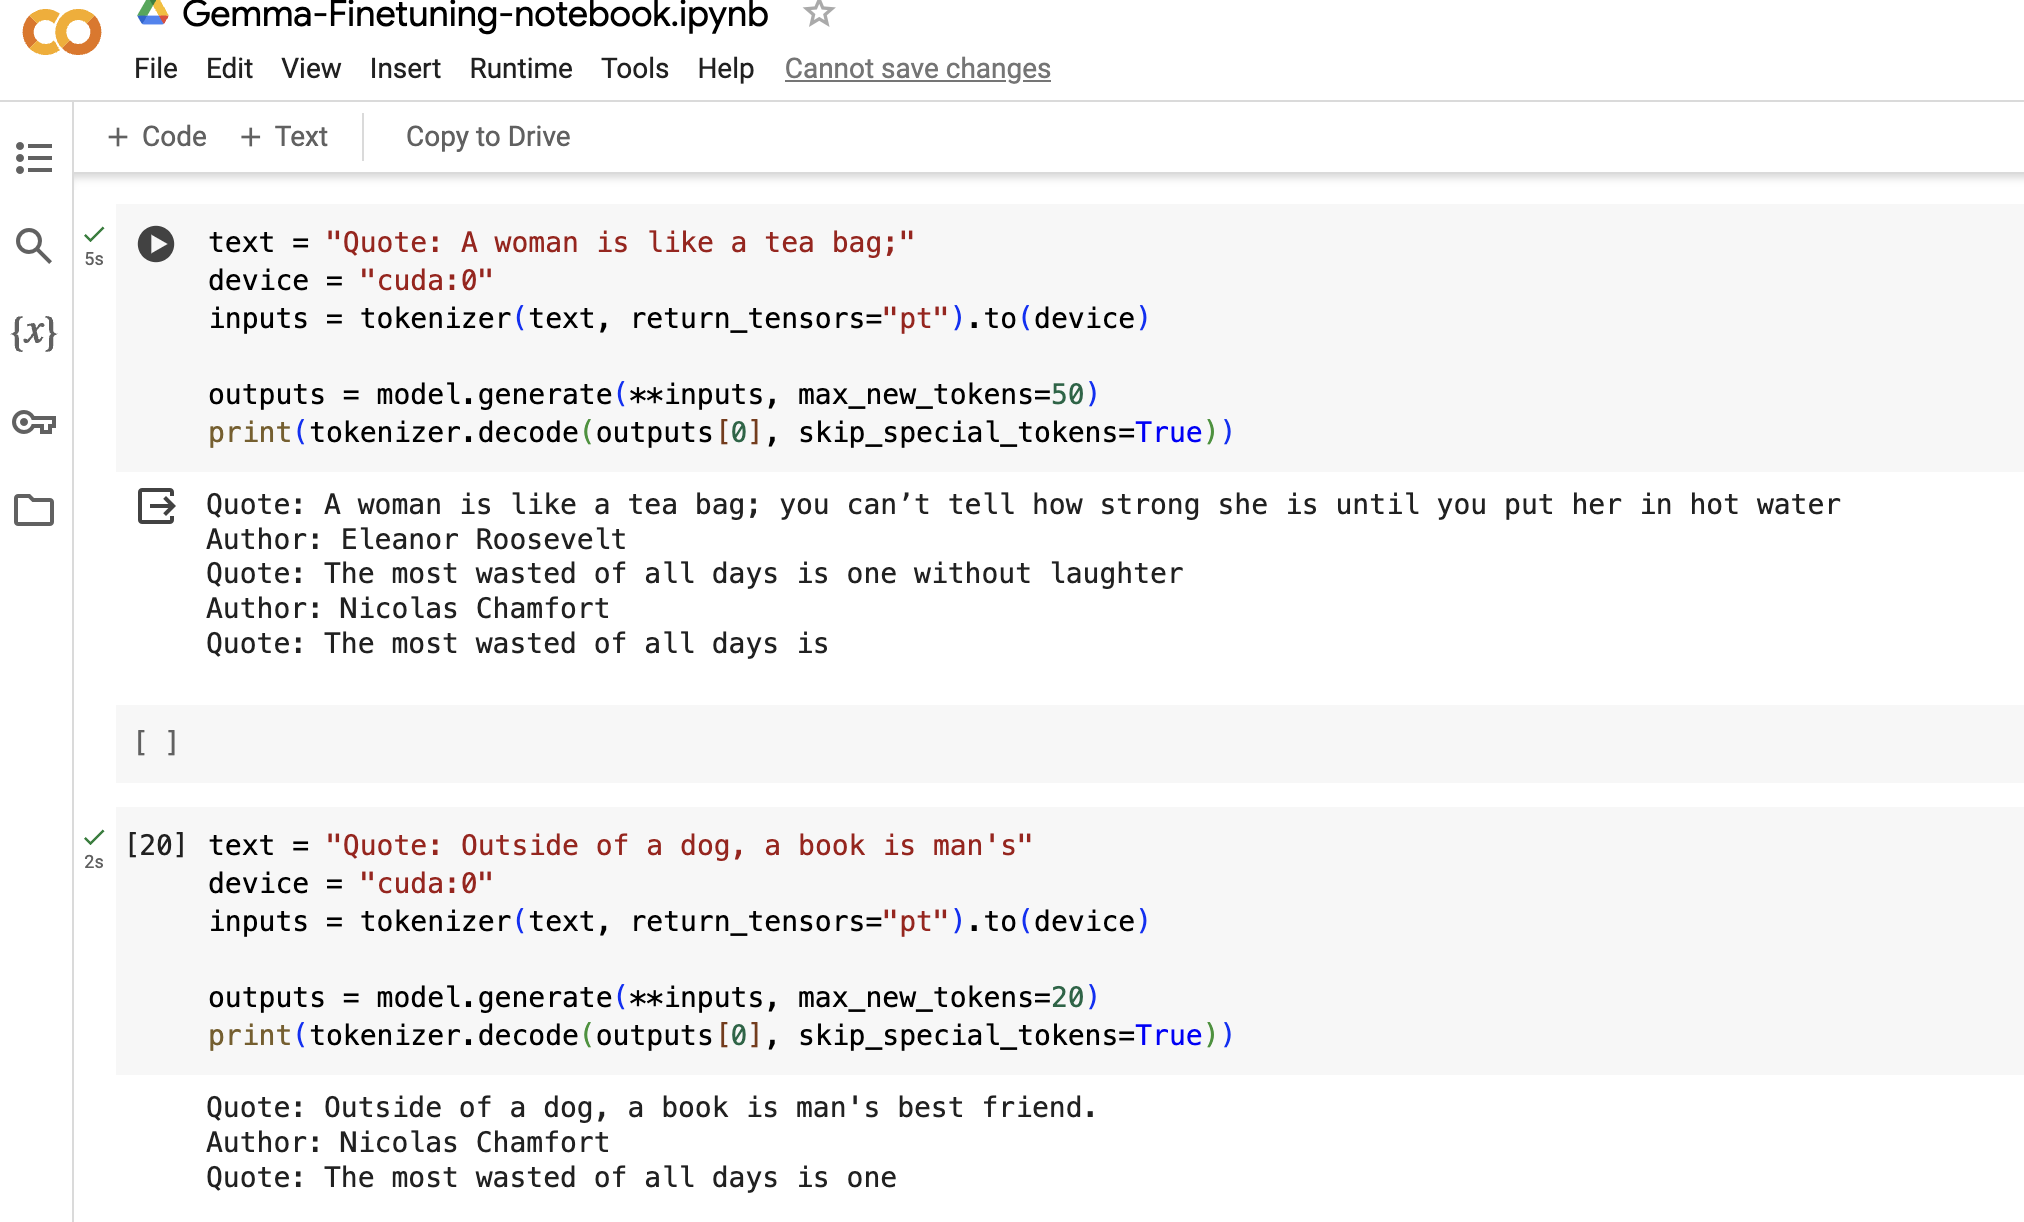 Gemma-Finetuning-notebook.ipynb
File Edit View Insert Runtime Tools Help Cannot save changes
+ Code + Text Copy to Drive
5s
text = "Quote: A woman is like a tea bag;"
device = "cuda:0"
inputs = tokenizer(text, return_tensors="pt").to(device)
outputs = model.generate(**inputs, max_new_tokens=50)
print(tokenizer.decode(outputs[0], skip_special_tokens=True))
{x}
Quote: A woman is like a tea bag; you can’t tell how strong she is until you put her in hot water
Author: Eleanor Roosevelt
Quote: The most wasted of all days is one without laughter
Author: Nicolas Chamfort
Quote: The most wasted of all days is
[ ]
2s
[20] text = "Quote: Outside of a dog, a book is man's"
device = "cuda:0"
inputs = tokenizer(text, return_tensors="pt").to(device)
outputs = model.generate(**inputs, max_new_tokens=20)
print(tokenizer.decode(outputs[0], skip_special_tokens=True))
Quote: Outside of a dog, a book is man's best friend.
Author: Nicolas Chamfort
Quote: The most wasted of all days is one